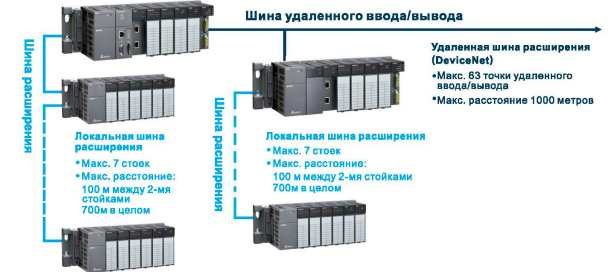 Шина удаленного ввода/вывода
Удаленная шина расширения
(DeviceNet)
•Макс. 63 точки удаленного
ввода/вывода
•Макс. расстояние 1000 метров
Шина расширения
Локальная шина
расширения
•Макс. 7 стоек
•Макс. расстояние:
100 м между 2-мя
стойками
700м в целом
Шина расширения
Локальная шина расширения
•Макс. 7 стоек
•Макс. расстояние:
100 м между 2-мя стойками
700м в целом